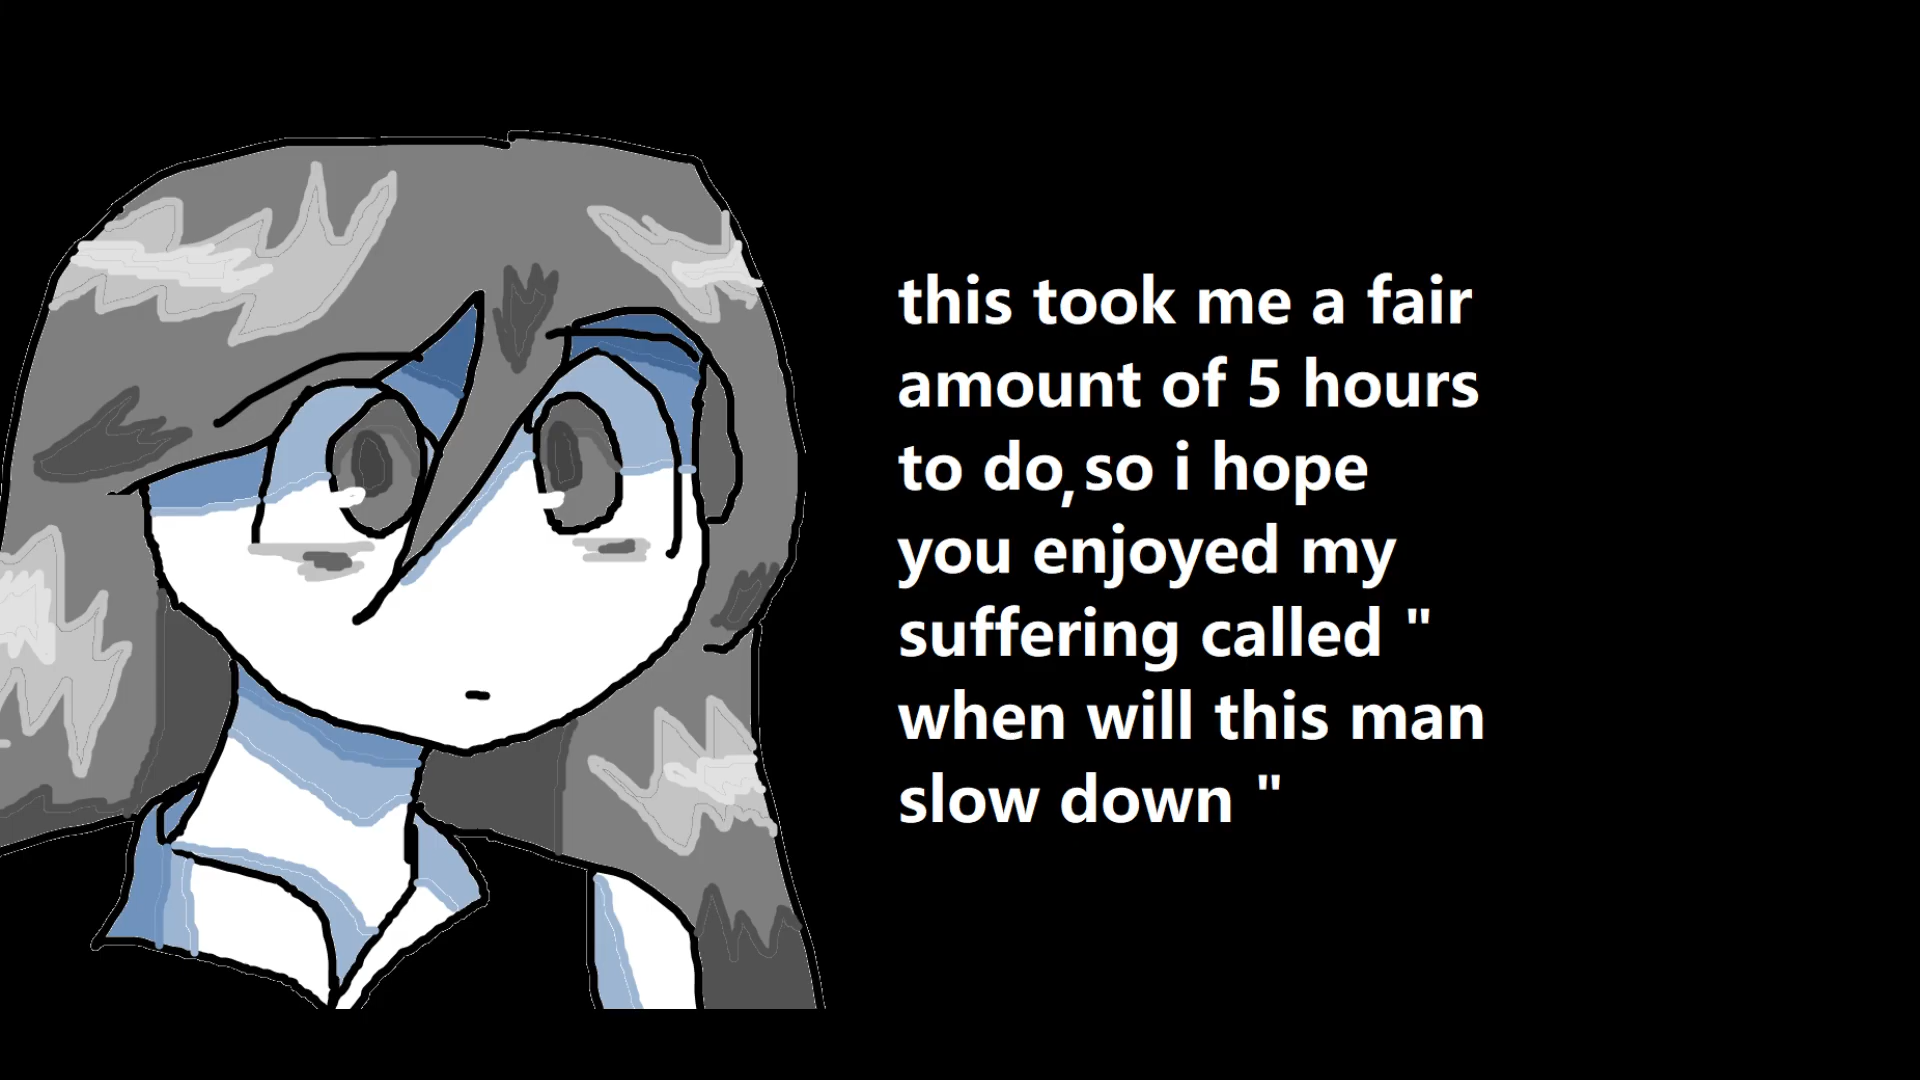 this took me a fair
amount of 5 hours
to do,so i hope
you enjoyed my
suffering called "
when will this man
slow down "